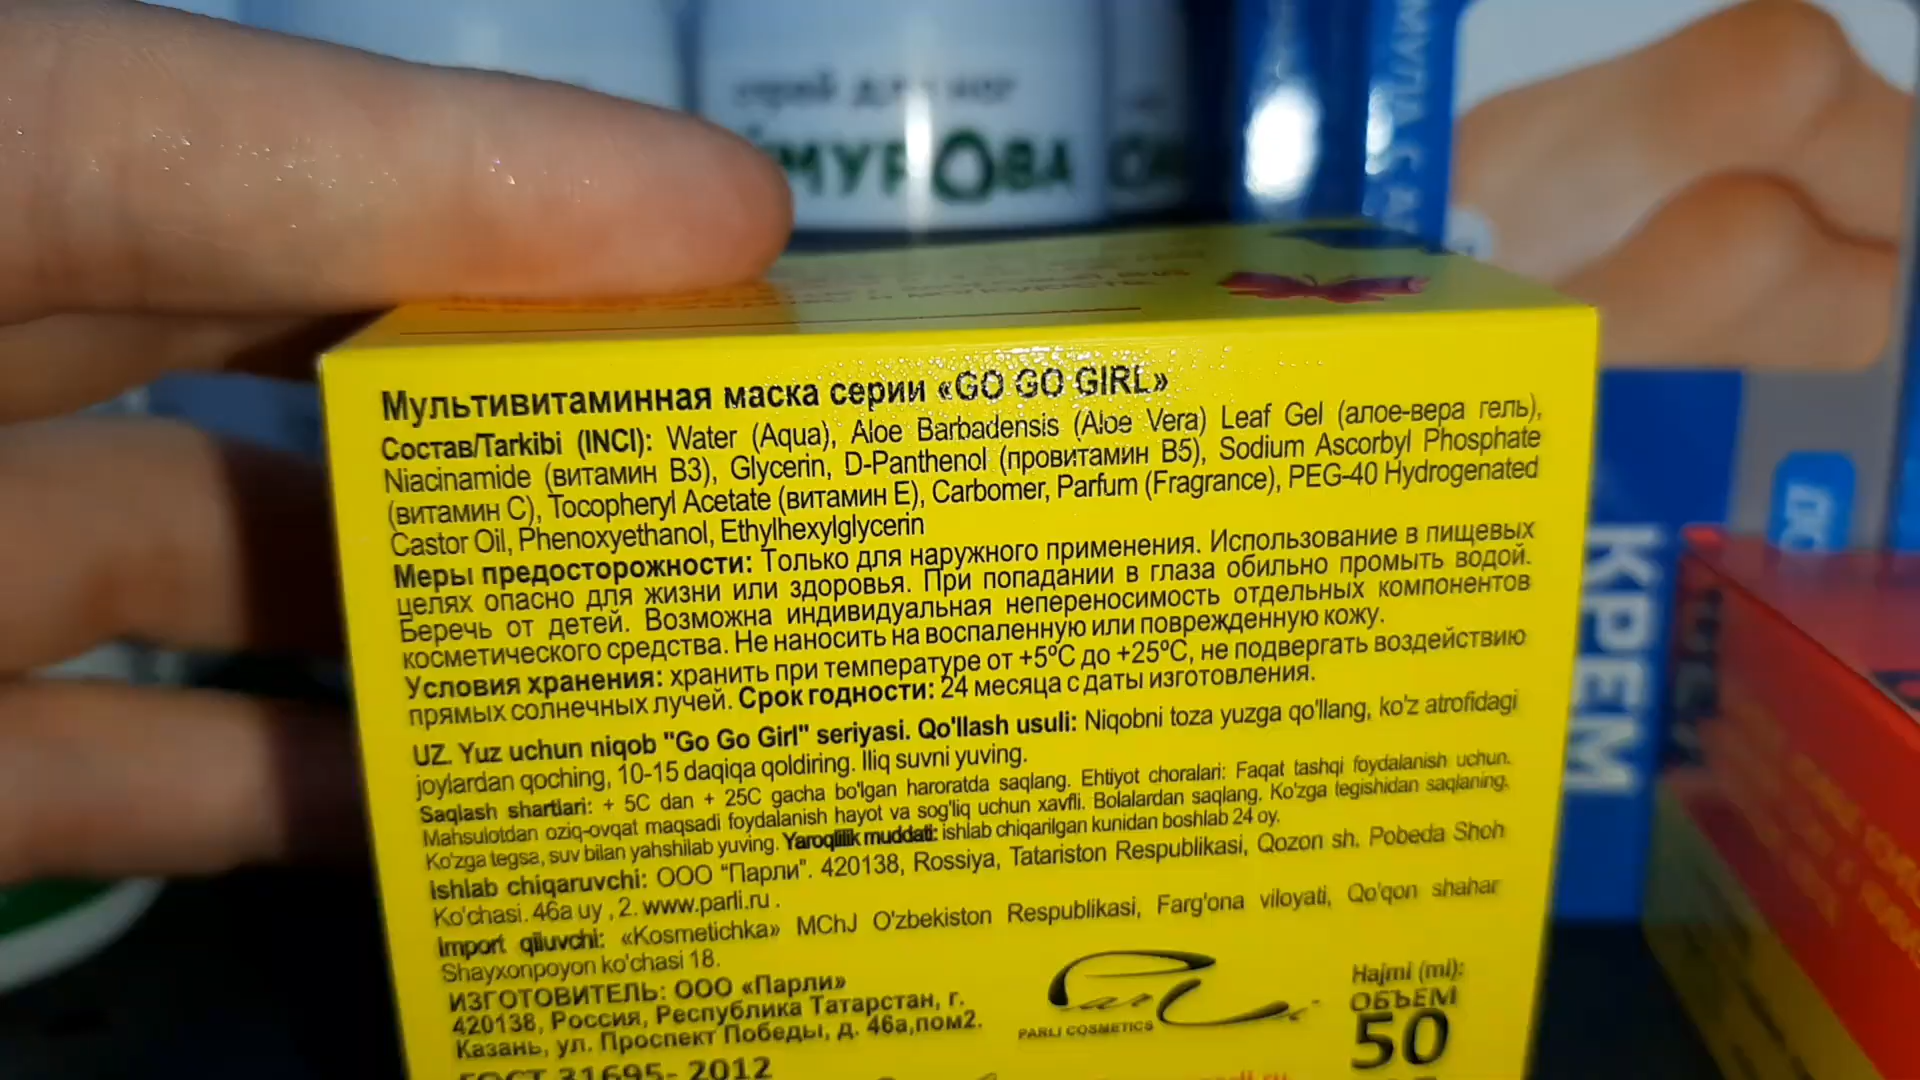 спрей для ног
МУРОВА
КРЕМ
Мультивитаминная маска серии «GO GO GIRL»
Состав/Tarkibi (INCI): Water (Aqua), Aloe Barbadensis (Aloe Vera) Leaf Gel (алое-вера гель),
Niacinamide (витамин В3), Glycerin, D-Panthenol (провитамин B5), Sodium Ascorbyl Phosphate
(витамин С), Tocopheryl Acetate (витамин Е), Carbomer, Parfum (Fragrance), PEG-40 Hydrogenated
Castor Oil, Phenoxyethanol, Ethylhexylglycerin
Меры предосторожности: Только для наружного применения. Использование в пищевых
целях опасно для жизни или здоровья. При попадании в глаза обильно промыть водой.
Беречь от детей. Возможна индивидуальная непереносимость отдельных компонентов
косметического средства. Не наносить на воспаленную или поврежденную кожу.
Условия хранения: хранить при температуре от +5°С до +25°С, не подвергать воздействию
прямых солнечных лучей. Срок годности: 24 месяца с даты изготовления.
UZ. Yuz uchun niqob "Go Go Girl" seriyasi. Qo'llash usuli: Niqobni toza yuzga qo'llang, ko'z atrofidagi
joylardan qoching, 10-15 daqiqa qoldiring. Iliq suvni yuving.
Saqlash shartlari: + 5C dan + 25C gacha bo'lgan haroratda saqlang. Ehtiyot choralari: Faqat tashqi foydalanish uchun.
Mahsulotdan oziq-ovqat maqsadi foydalanish hayot va sog'liq uchun xavfli. Bolalardan saqlang. Ko'zga tegishidan saqlaning.
Ko'zga tegsa, suv bilan yahshilab yuving. Yaroqlilik muddati: ishlab chiqarilgan kunidan boshlab 24 oy.
Ishlab chiqaruvchi: ООО "Парли". 420138, Rossiya, Tatariston Respublikasi, Qozon sh. Pobeda Shoh
Ko'chasi. 46a uy , 2. www.parli.ru .
Import qiluvchi: «Kosmetichka» MChJ O'zbekiston Respublikasi, Farg'ona viloyati, Qo'qon shahar
Shayxonpoyon ko'chasi 18.
ИЗГОТОВИТЕЛЬ: ООО «Парли»
420138, Россия, Республика Татарстан, г.
Казань, ул. Проспект Победы, д. 46а,пом2.
ГОСТ 31695- 2012
PARLI COSMETICS
Hajmi (ml):
ОБЪЕМ
50